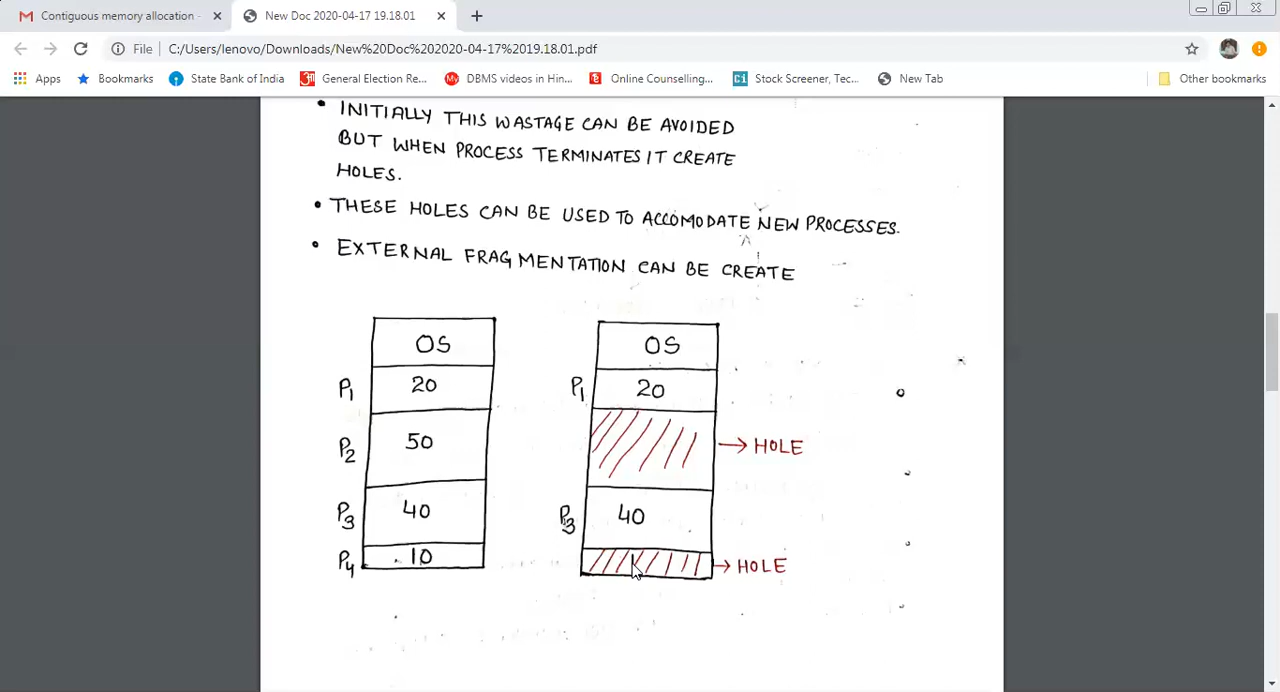 Contiguous memory allocation -
New Doc 2020-04-17 19.18.01
File
C:/Users/lenovo/Downloads/New%20Doc%202020-04-17%2019.18.01.pdf
Apps
Bookmarks
State Bank of India
General Election Re...
DBMS videos in Hin...
Online Counselling...
Stock Screener, Tec...
New Tab
Other bookmarks
• INITIALLY THIS WASTAGE CAN BE AVOIDED
BUT WHEN PROCESS TERMINATES IT CREATE
HOLES.
• THESE HOLES CAN BE USED TO ACCOMODATE NEW PROCESSES.
• EXTERNAL FRAGMENTATION CAN BE CREATE
OS
P1 20
P2 50
P3 40
P4 10
OS
P1 20
→ HOLE
P3 40
→ HOLE